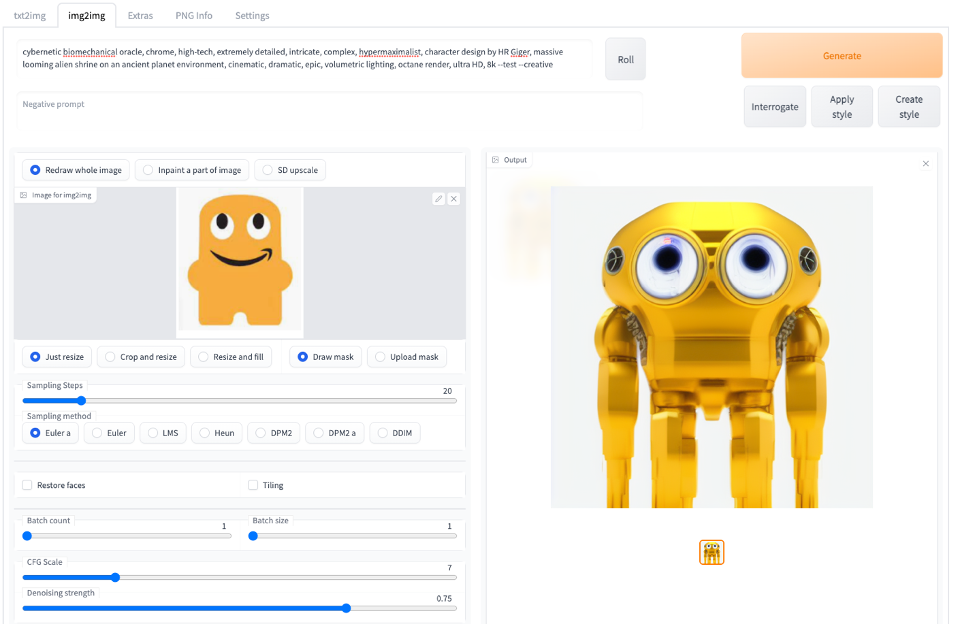 txt2img img2img Extras PNG Info Settings
cybernetic biomechanical oracle, chrome, high-tech, extremely detailed, intricate, complex, hypermaximalist, character design by HR Giger, massive
looming alien shrine on an ancient planet environment, cinematic, dramatic, epic, volumetric lighting, octane render, ultra HD, 8k --test --creative
Roll
Generate
Negative prompt
Interrogate
Apply
style
Create
style
Redraw whole image Inpaint a part of image SD upscale
Image for img2img
Just resize Crop and resize Resize and fill Draw mask Upload mask
Sampling Steps
20
Sampling method
Euler a Euler LMS Heun DPM2 DPM2 a DDIM
Restore faces Tiling
Batch count
1
Batch size
1
CFG Scale
7
Denoising strength
0.75
Output